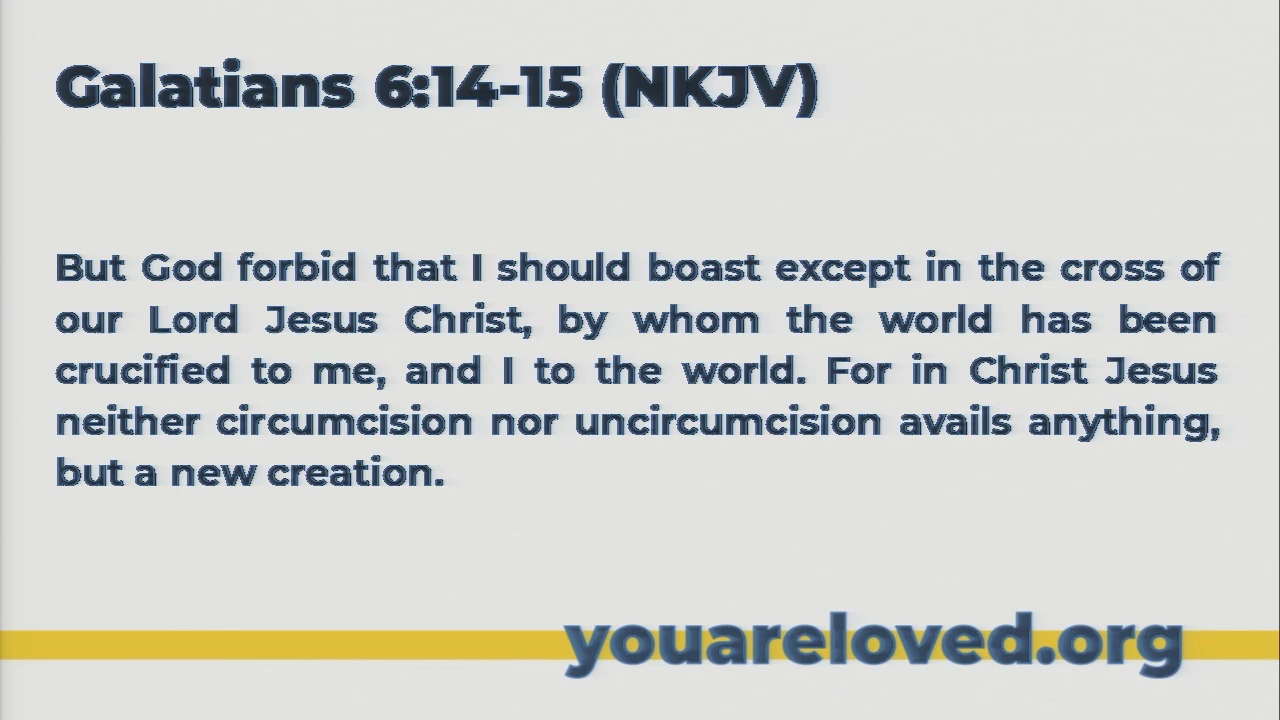 Galatians 6:14-15 (NKJV)
But God forbid that I should boast except in the cross of
our Lord Jesus Christ, by whom the world has been
crucified to me, and I to the world. For in Christ Jesus
neither circumcision nor uncircumcision avails anything,
but a new creation.
youareloved.org